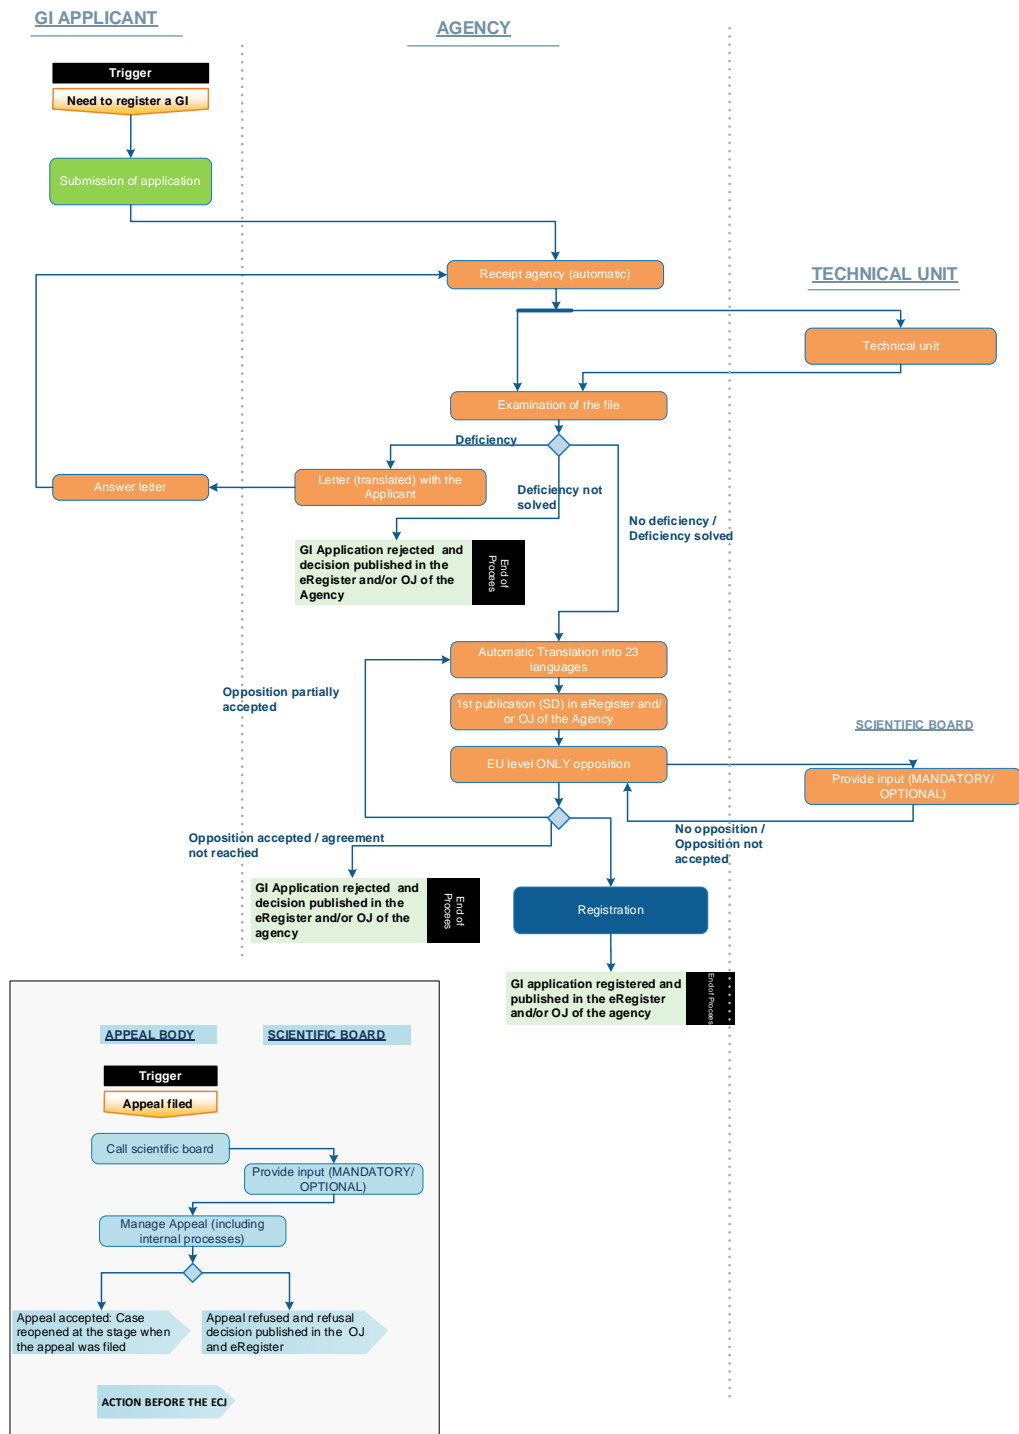 GI APPLICANT
AGENCY
Trigger
Need to register a GI
Submission of application
Receipt agency (automatic)
TECHNICAL UNIT
Technical unit
Examination of the file
Deficiency
Letter (translated) with the
Applicant
Answer letter
Deficiency not
solved
No deficiency /
Deficiency solved
GI Application rejected and
decision published in the
eRegister and/or OJ of the
Agency
End of
Procees
Automatic Translation into 23
languages
Opposition partially
accepted
1st publication (SD) in eRegister and/
or OJ of the Agency
SCIENTIFIC BOARD
EU level ONLY opposition
Provide input (MANDATORY/
OPTIONAL)
Opposition accepted / agreement
not reached
No opposition /
Opposition not
accepted
GI Application rejected and
decision published in the
eRegister and/or OJ of the
agency
End of
Procees
Registration
GI application registered and
published in the eRegister
and/or OJ of the agency
End of Procees
APPEAL BODY
SCIENTIFIC BOARD
Trigger
Appeal filed
Call scientific board
Provide input (MANDATORY/
OPTIONAL)
Manage Appeal (including
internal processes)
Appeal accepted: Case
reopened at the stage when
the appeal was filed
Appeal refused and refusal
decision published in the OJ
and eRegister
ACTION BEFORE THE ECJ